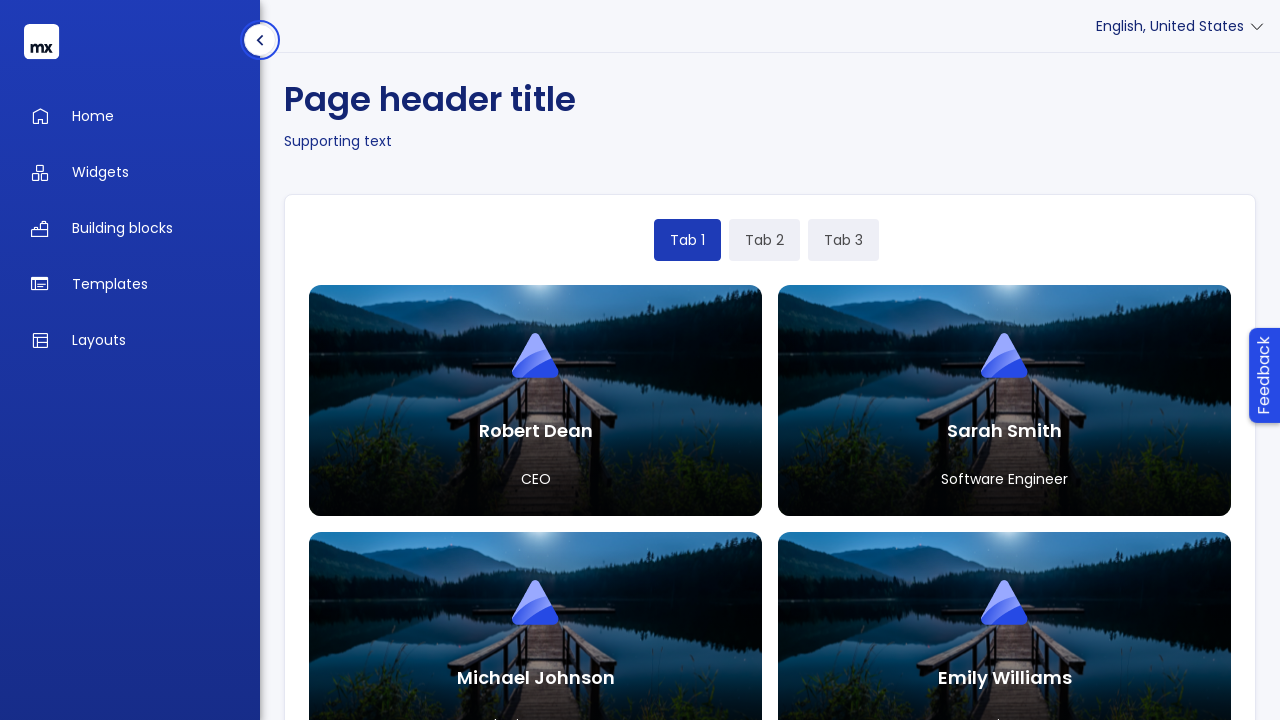 mx
English, United States
Home
Widgets
Building blocks
Templates
Layouts
Page header title
Supporting text
Tab 1
Tab 2
Tab 3
Robert Dean
CEO
Sarah Smith
Software Engineer
Michael Johnson
Emily Williams
Feedback